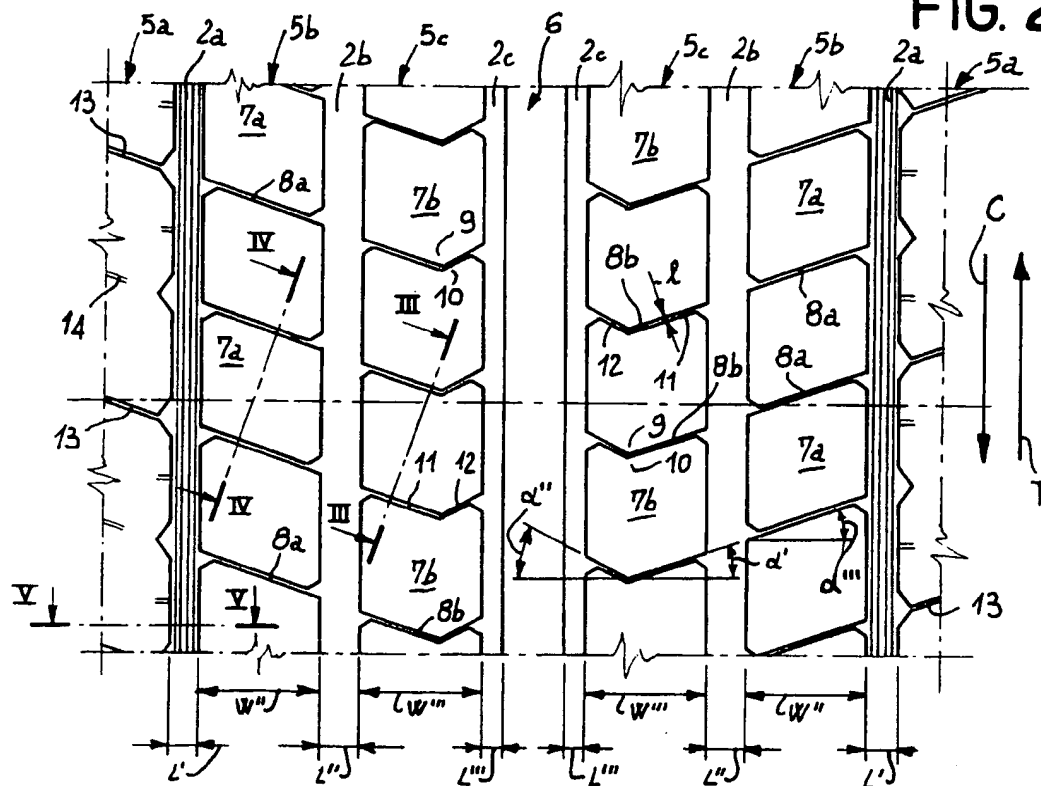 FIG. 2
5a 2a 5b 2b 5c 2c 6 2c 5c 2b 5b 2a 5a
13 7a 7b 7b 7a
8a 9 C
IV 7b 8b l
10 8a
14 III 12 11
7a 8b 8a
13 9
11 12 10 7a
IV III α'' 7b
α' α''' T
8a 7b
V V 8b 13
W'' W''' W''' W''
L' L'' L''' L''' L'' L'